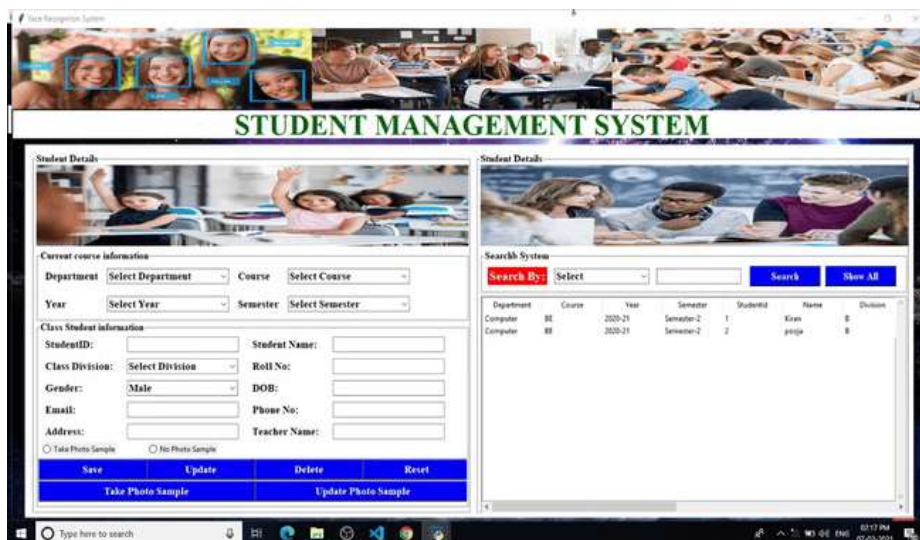 Face Recognition System
STUDENT MANAGEMENT SYSTEM
Student Details
Current course information
Department Select Department Course Select Course
Year Select Year Semester Select Semester
Class Student information
StudentID: Student Name:
Class Division: Select Division Roll No:
Gender: Male DOB:
Email: Phone No:
Address: Teacher Name:
Take Photo Sample No Photo Sample
Save Update Delete Reset
Take Photo Sample Update Photo Sample
Student Details
Searchb System
Search By: Select Search Show All
Department Course Year Semester StudentId Name Division
Computer BE 2020-21 Semester-2 1 Kiran B
Computer BE 2020-21 Semester-2 2 pooja B
Type here to search
ENG
02:17 PM